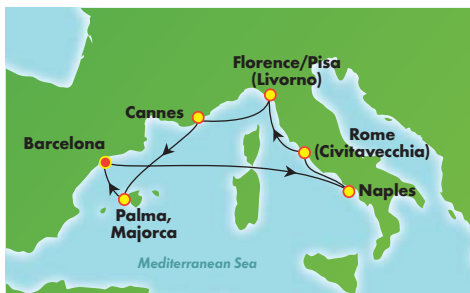 Florence/Pisa
(Livorno)
Cannes
Rome
(Civitavecchia)
Barcelona
Naples
Palma,
Majorca
Mediterranean Sea